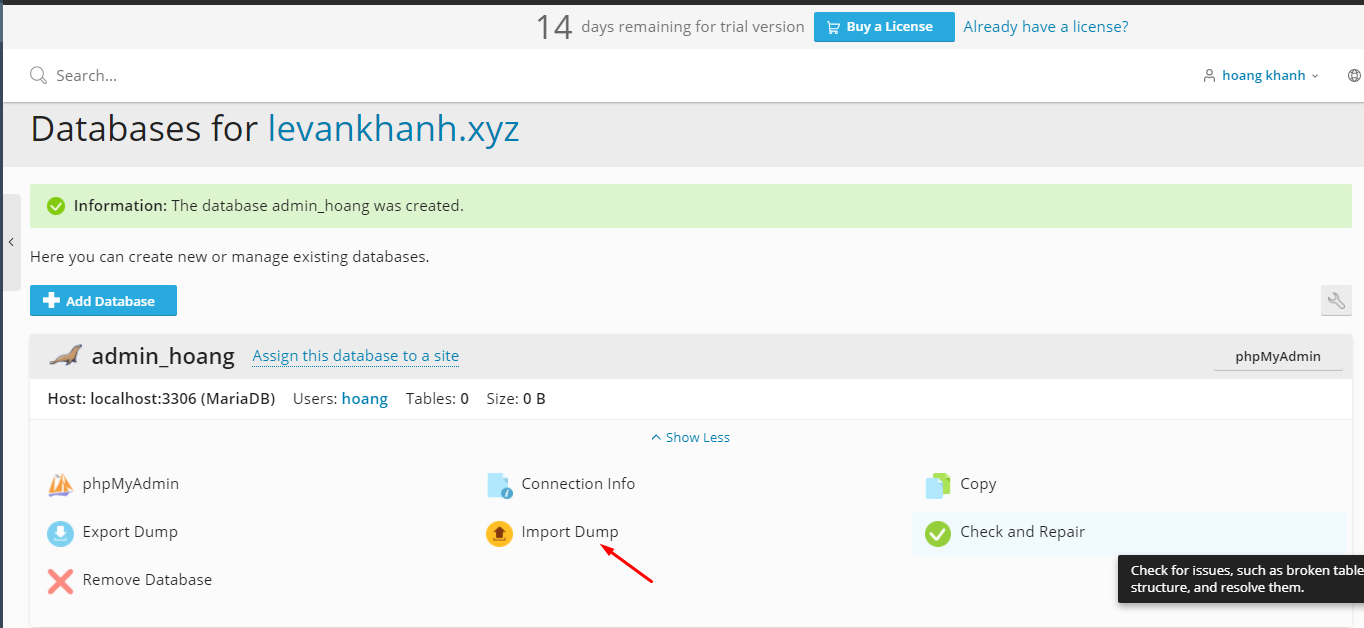 14 days remaining for trial version Buy a License Already have a license?
Search... hoang khanh
Databases for levankhanh.xyz
Information: The database admin_hoang was created.
Here you can create new or manage existing databases.
Add Database
admin_hoang Assign this database to a site phpMyAdmin
Host: localhost:3306 (MariaDB) Users: hoang Tables: 0 Size: 0 B
Show Less
phpMyAdmin Connection Info Copy
Export Dump Import Dump Check and Repair
Remove Database
Check for issues, such as broken table
structure, and resolve them.